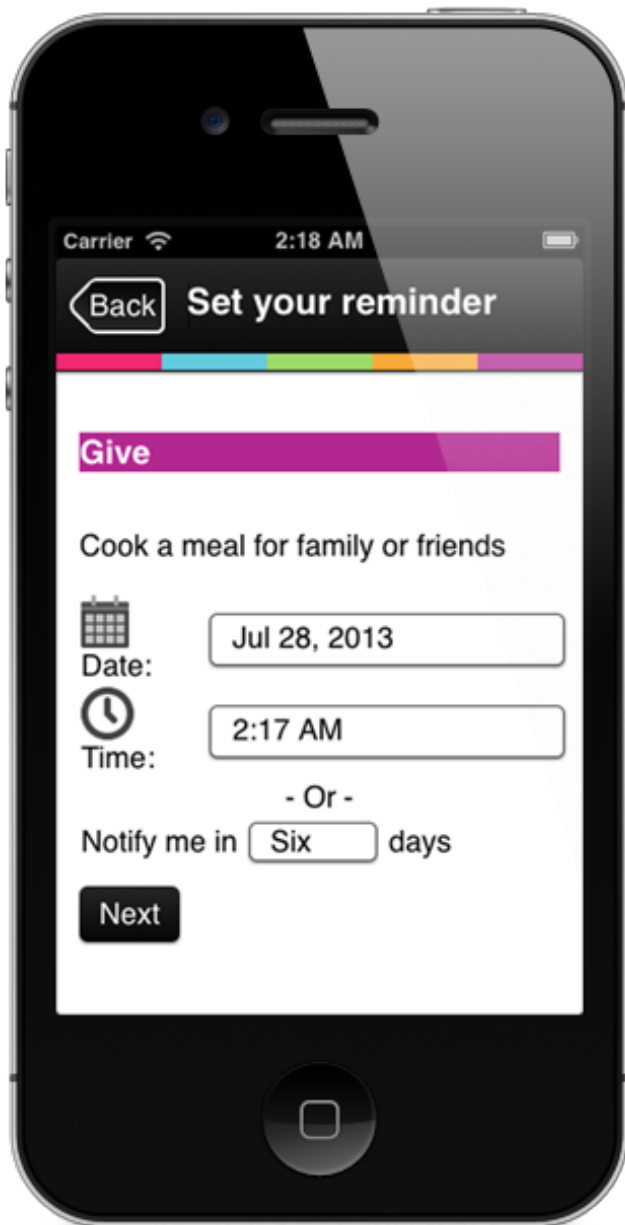 Carrier 2:18 AM
Back Set your reminder
Give
Cook a meal for family or friends
Date: Jul 28, 2013
Time: 2:17 AM
- Or -
Notify me in Six days
Next